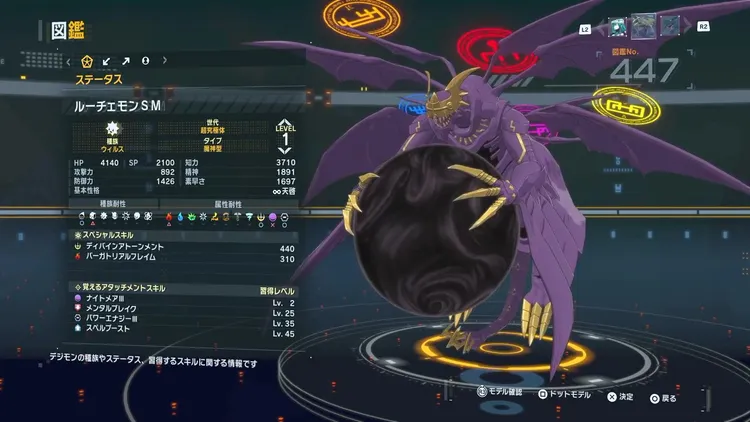 図鑑
L2
R2
図鑑No.
447
ステータス
ルーチェモンＳＭ
種族
ウイルス
世代
超究極体
タイプ
魔神型
LEVEL
1
HP 4140 SP 2100 知力 3710
攻撃力 892 精神 1891
防御力 1426 素早さ 1697
基本性格 天啓
種族耐性 属性耐性
スペシャルスキル
ディバインアトーンメント 440
パーガトリアルフレイム 310
覚えるアタッチメントスキル 習得レベル
ナイトメアⅢ Lv. 2
メンタルブレイク Lv. 25
パワーエナジーⅢ Lv. 35
スペルブースト Lv. 45
デジモンの種族やステータス、習得するスキルに関する情報です
モデル確認 ドットモデル 決定 戻る